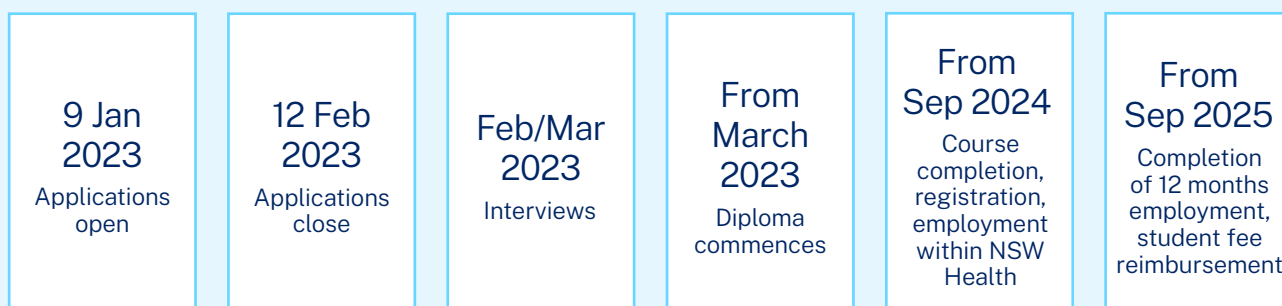 9 Jan
2023
Applications
open
12 Feb
2023
Applications
close
Feb/Mar
2023
Interviews
From
March
2023
Diploma
commences
From
Sep 2024
Course
completion,
registration,
employment
within NSW
Health
From
Sep 2025
Completion
of 12 months
employment,
student fee
reimbursement